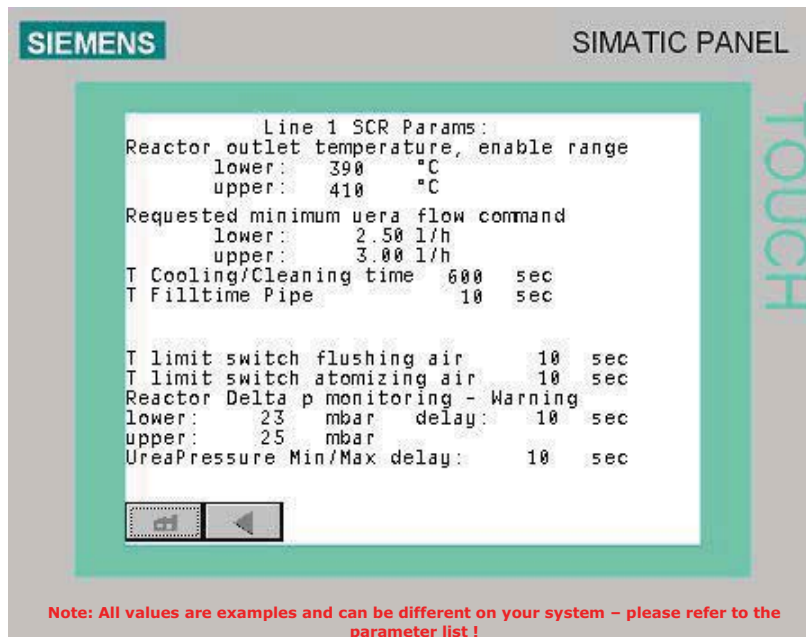 SIEMENS
SIMATIC PANEL
TOUCH
Line 1 SCR Params:
Reactor outlet temperature, enable range
lower: 390 °C
upper: 410 °C
Requested minimum uera flow command
lower: 2.50 l/h
upper: 3.00 l/h
T Cooling/Cleaning time 600 sec
T Filltime Pipe 10 sec
T limit switch flushing air 10 sec
T limit switch atomizing air 10 sec
Reactor Delta p monitoring - Warning
lower: 23 mbar delay: 10 sec
upper: 25 mbar
UreaPressure Min/Max delay: 10 sec
Note: All values are examples and can be different on your system – please refer to the
parameter list !